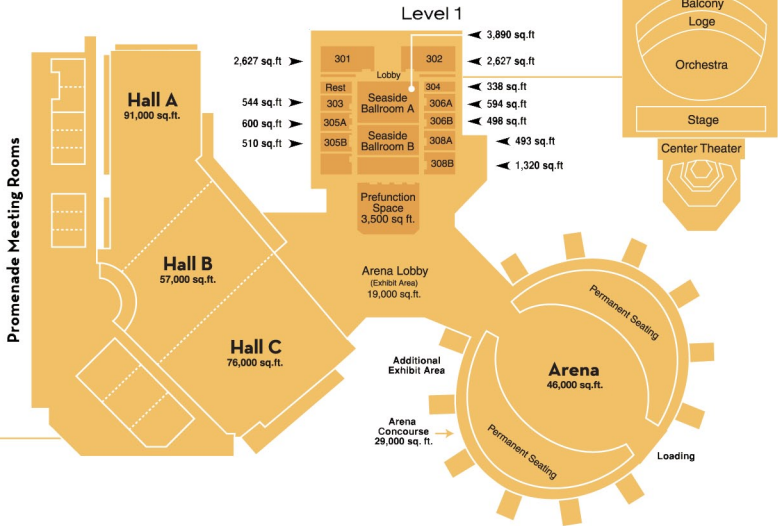 Level 1
3,890 sq.ft
2,627 sq.ft
301
302
2,627 sq.ft
Lobby
Rest
304
338 sq.ft
544 sq.ft
303
Seaside
Ballroom A
306A
594 sq.ft
600 sq.ft
305A
306B
498 sq.ft
510 sq.ft
305B
Seaside
Ballroom B
308A
493 sq.ft
308B
1,320 sq.ft
Prefunction
Space
3,500 sq ft.
Balcony
Loge
Orchestra
Stage
Center Theater
Promenade Meeting Rooms
Hall A
91,000 sq.ft.
Hall B
57,000 sq.ft.
Hall C
76,000 sq.ft.
Arena Lobby
(Exhibit Area)
19,000 sq.ft.
Permanent Seating
Additional
Exhibit Area
Arena
46,000 sq.ft.
Arena
Concourse
29,000 sq. ft.
Permanent Seating
Loading